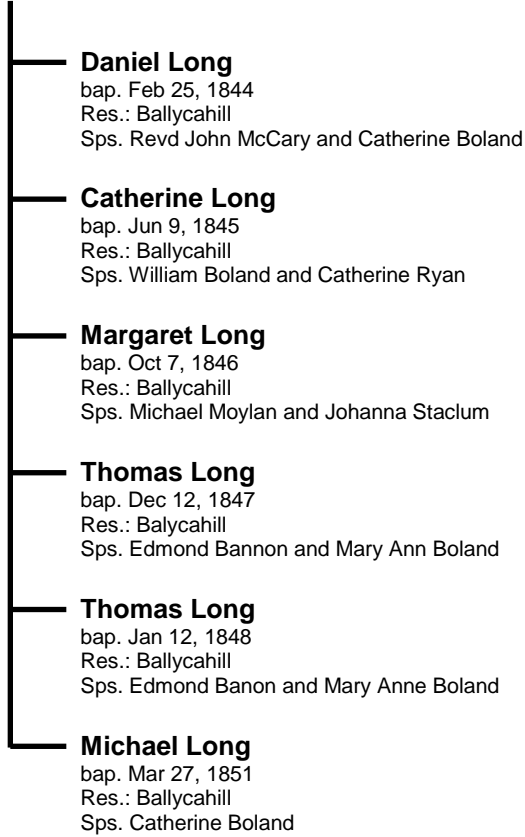 Daniel Long
bap. Feb 25, 1844
Res.: Ballycahill
Sps. Revd John McCary and Catherine Boland
Catherine Long
bap. Jun 9, 1845
Res.: Ballycahill
Sps. William Boland and Catherine Ryan
Margaret Long
bap. Oct 7, 1846
Res.: Ballycahill
Sps. Michael Moylan and Johanna Staclum
Thomas Long
bap. Dec 12, 1847
Res.: Balycahill
Sps. Edmond Bannon and Mary Ann Boland
Thomas Long
bap. Jan 12, 1848
Res.: Ballycahill
Sps. Edmond Banon and Mary Anne Boland
Michael Long
bap. Mar 27, 1851
Res.: Ballycahill
Sps. Catherine Boland